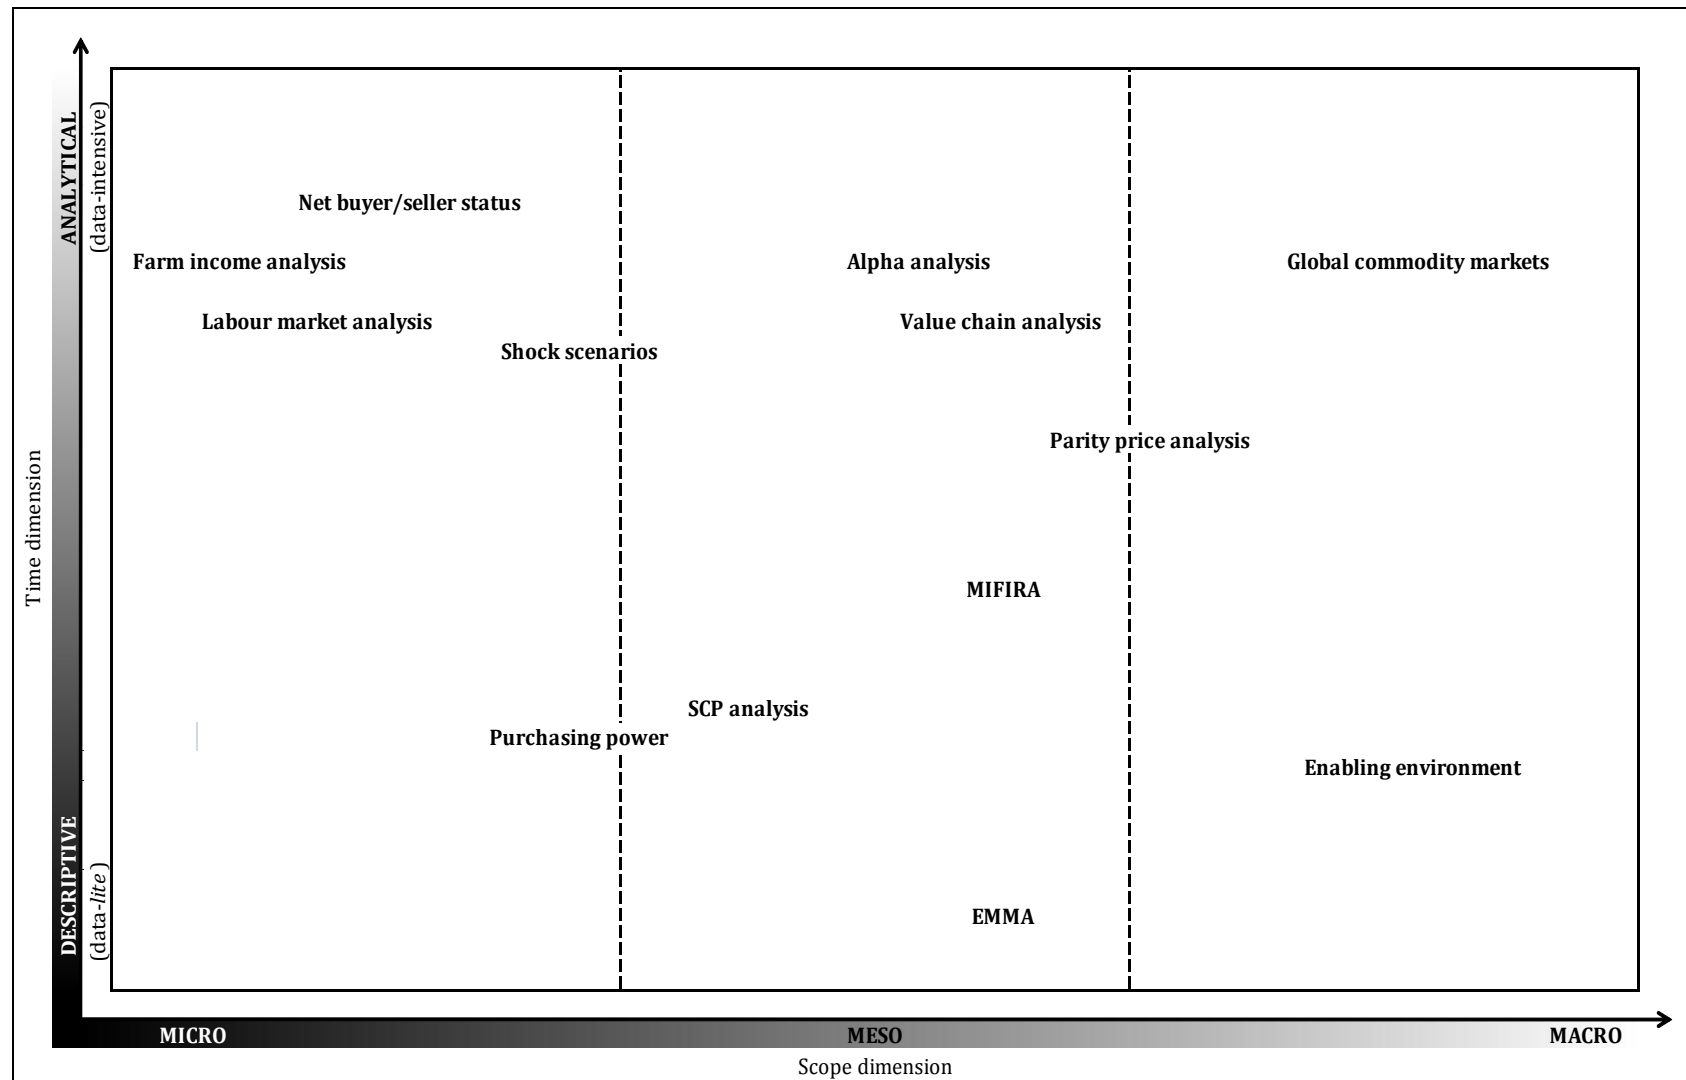 ANALYTICAL
(data-intensive)
Net buyer/seller status
Farm income analysis
Alpha analysis
Global commodity markets
Labour market analysis
Value chain analysis
Shock scenarios
Parity price analysis
Time dimension
MIFIRA
SCP analysis
Purchasing power
Enabling environment
DESCRIPTIVE
(data-lite)
EMMA
MICRO
MESO
MACRO
Scope dimension